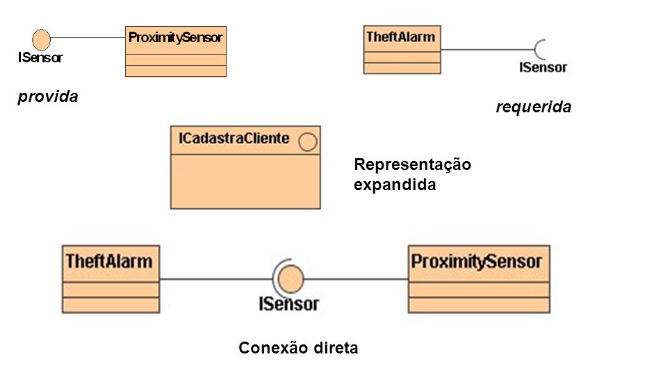 ProximitySensor
ISensor
provida
TheftAlarm
ISensor
requerida
ICadastraCliente
Representação
expandida
TheftAlarm
ProximitySensor
ISensor
Conexão direta